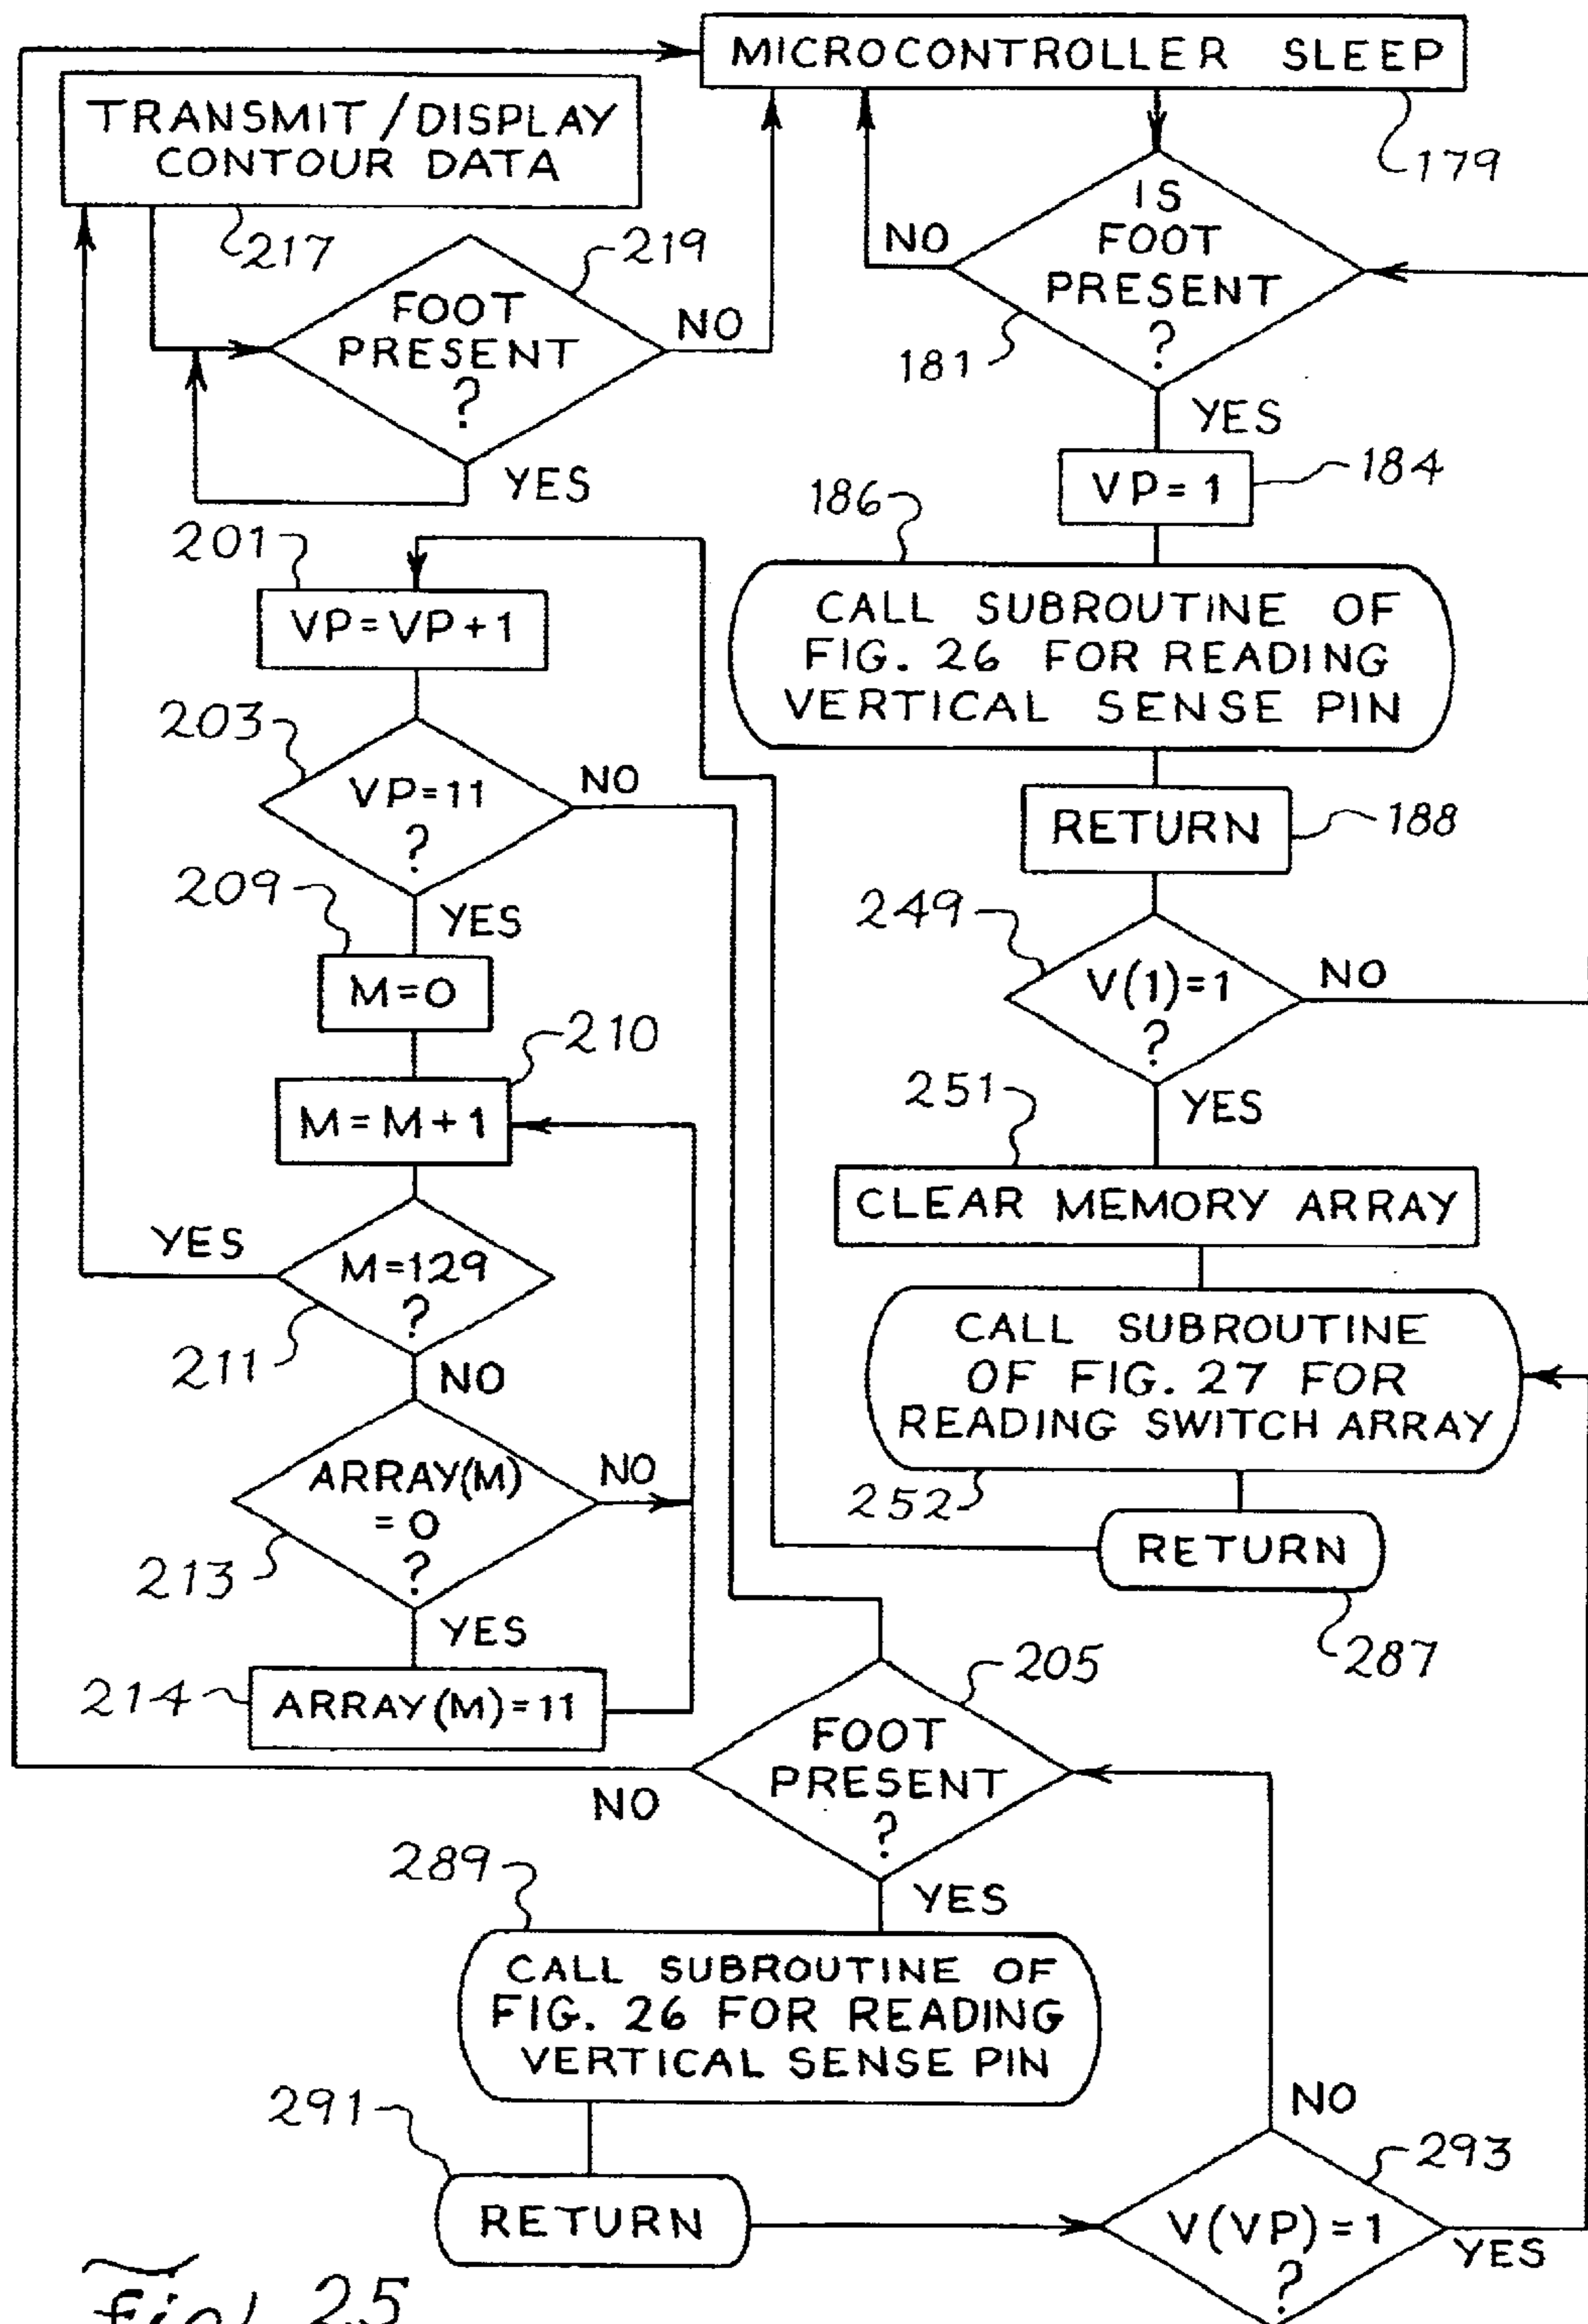 MICROCONTROLLER SLEEP
179
TRANSMIT/DISPLAY
CONTOUR DATA
217
IS
FOOT
PRESENT
?
NO
181
YES
219
FOOT
PRESENT
?
NO
YES
VP=1
184
186
CALL SUBROUTINE OF
FIG. 26 FOR READING
VERTICAL SENSE PIN
RETURN
188
249
V(1)=1
?
NO
YES
251
CLEAR MEMORY ARRAY
CALL SUBROUTINE
OF FIG. 27 FOR
READING SWITCH ARRAY
252
RETURN
287
201
VP=VP+1
203
VP=11
?
NO
YES
209
M=0
210
M=M+1
YES
M=129
?
211
NO
ARRAY(M)
=0
?
NO
213
YES
214
ARRAY(M)=11
205
FOOT
PRESENT
?
NO
YES
289
CALL SUBROUTINE OF
FIG. 26 FOR READING
VERTICAL SENSE PIN
291
RETURN
NO
293
V(VP)=1
?
YES
Fig. 25